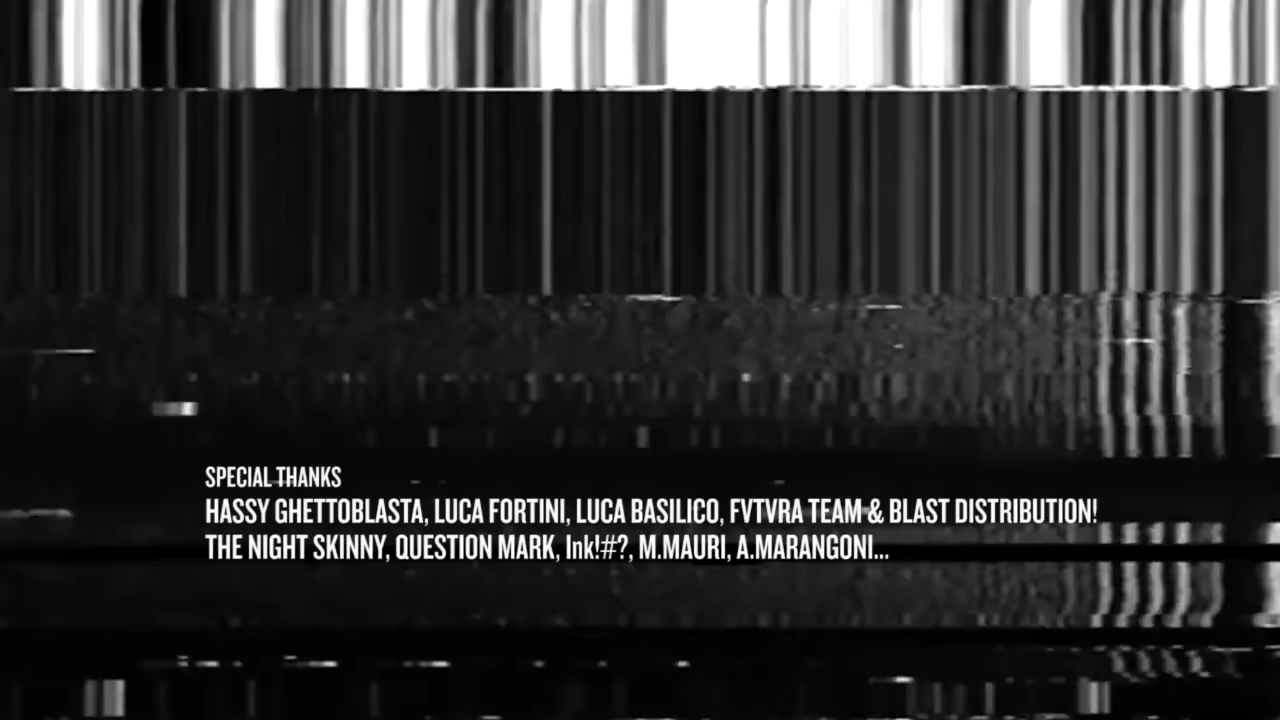 SPECIAL THANKS
HASSY GHETTOBLASTA, LUCA FORTINI, LUCA BASILICO, FVTVRA TEAM & BLAST DISTRIBUTION!
THE NIGHT SKINNY, QUESTION MARK, Ink!#?, M.MAURI, A.MARANGONI...